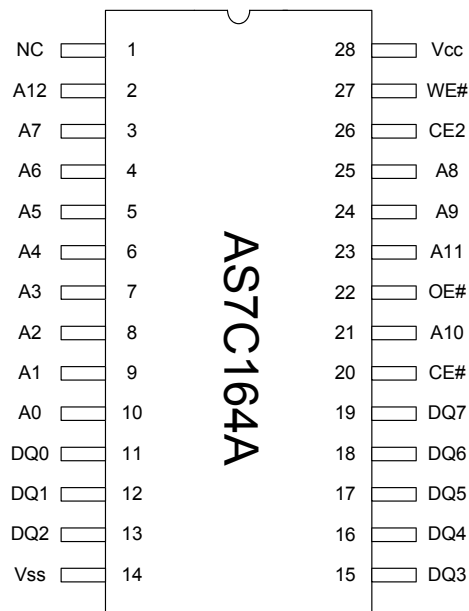 NC 1 28 Vcc
A12 2 27 WE#
A7 3 26 CE2
A6 4 25 A8
A5 5 24 A9
A4 6 23 A11
A3 7 22 OE#
A2 8 21 A10
A1 9 20 CE#
A0 10 19 DQ7
DQ0 11 18 DQ6
DQ1 12 17 DQ5
DQ2 13 16 DQ4
Vss 14 15 DQ3
AS7C164A